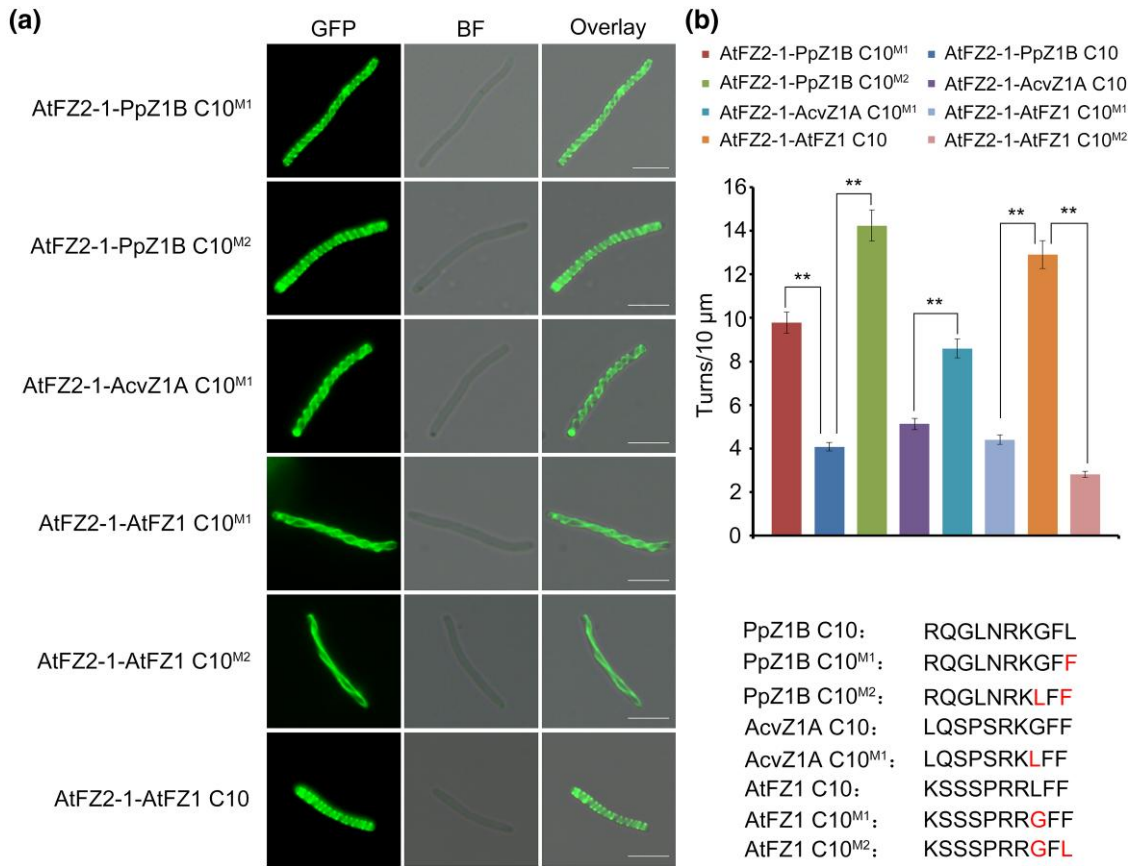 (a)
GFP BF Overlay
AtFZ2-1-PpZ1B C10M1
AtFZ2-1-PpZ1B C10M2
AtFZ2-1-AcvZ1A C10M1
AtFZ2-1-AtFZ1 C10M1
AtFZ2-1-AtFZ1 C10M2
AtFZ2-1-AtFZ1 C10
(b)
AtFZ2-1-PpZ1B C10M1 AtFZ2-1-PpZ1B C10
AtFZ2-1-PpZ1B C10M2 AtFZ2-1-AcvZ1A C10
AtFZ2-1-AcvZ1A C10M1 AtFZ2-1-AtFZ1 C10M1
AtFZ2-1-AtFZ1 C10 AtFZ2-1-AtFZ1 C10M2
Turns/10 µm
16
14
12
10
8
6
4
2
0
** ** ** ** **
PpZ1B C10: RQGLNRKGFL
PpZ1B C10M1: RQGLNRKGFF
PpZ1B C10M2: RQGLNRKLFF
AcvZ1A C10: LQSPSRKGFF
AcvZ1A C10M1: LQSPSRKLFF
AtFZ1 C10: KSSSPRRLFF
AtFZ1 C10M1: KSSSPRRGFF
AtFZ1 C10M2: KSSSPRRGFL